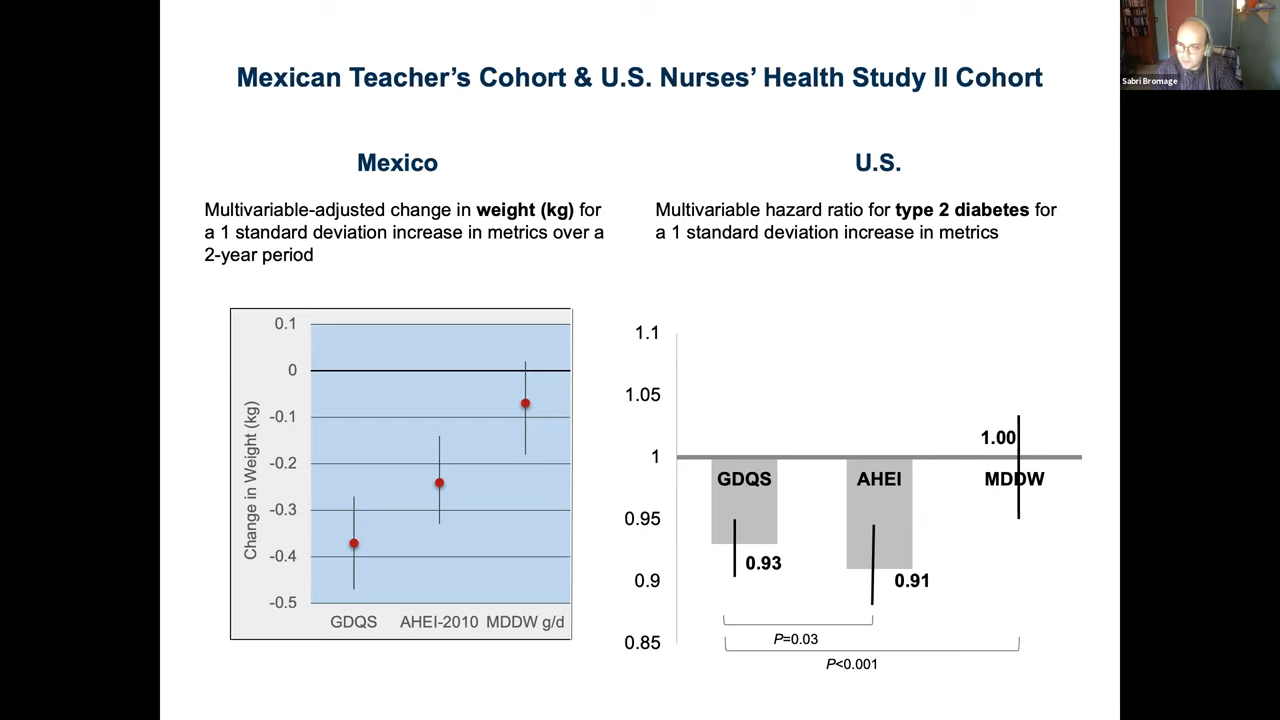 Sabri Bromage
Mexican Teacher's Cohort & U.S. Nurses' Health Study II Cohort
Mexico
Multivariable-adjusted change in weight (kg) for
a 1 standard deviation increase in metrics over a
2-year period
0.1
0
-0.1
-0.2
-0.3
-0.4
-0.5
Change in Weight (kg)
GDQS
AHEI-2010
MDDW g/d
U.S.
Multivariable hazard ratio for type 2 diabetes for
a 1 standard deviation increase in metrics
1.1
1.05
1
0.95
0.9
0.85
1.00
GDQS
AHEI
MDDW
0.93
0.91
P=0.03
P<0.001